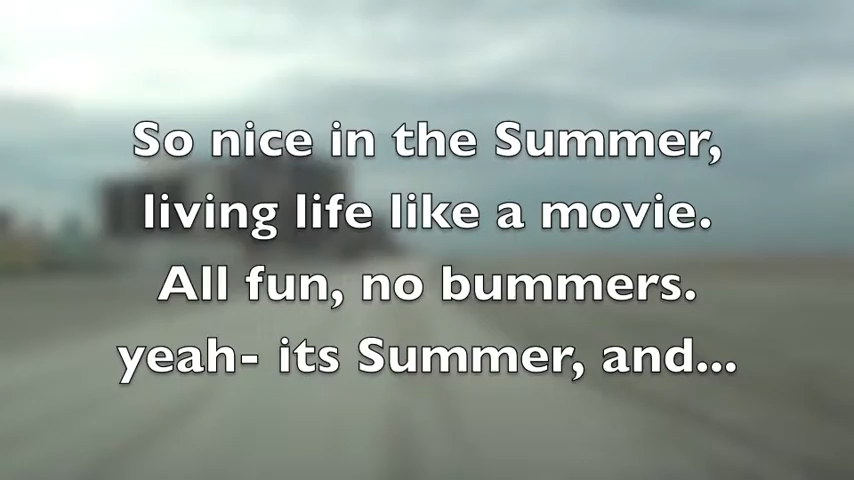 So nice in the Summer,
living life like a movie.
All fun, no bummers.
yeah- its Summer, and...